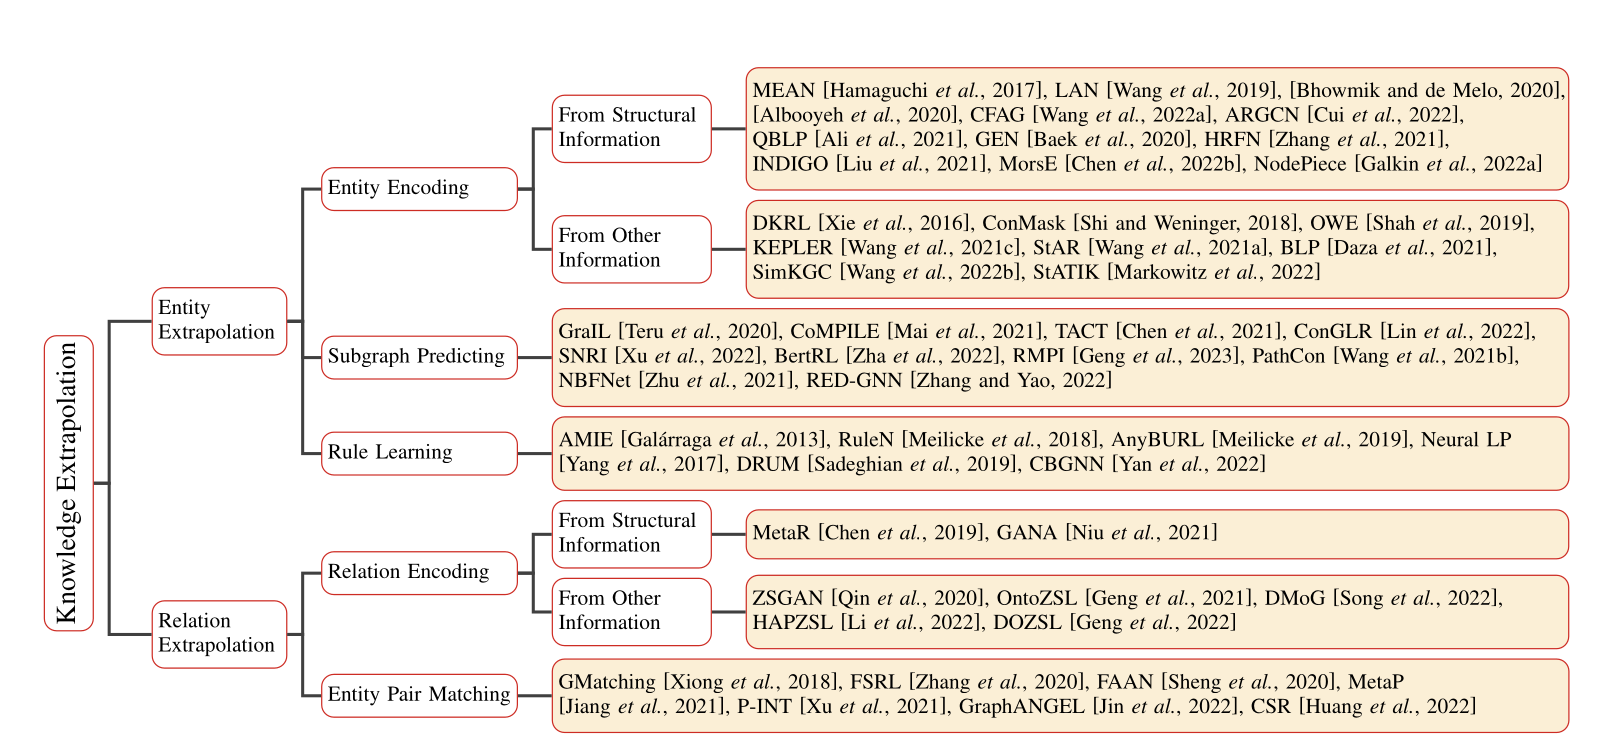 Knowledge Extrapolation
Entity
Extrapolation
Entity Encoding
From Structural
Information
MEAN [Hamaguchi et al., 2017], LAN [Wang et al., 2019], [Bhowmik and de Melo, 2020],
[Albooyeh et al., 2020], CFAG [Wang et al., 2022a], ARGCN [Cui et al., 2022],
QBLP [Ali et al., 2021], GEN [Baek et al., 2020], HRFN [Zhang et al., 2021],
INDIGO [Liu et al., 2021], MorsE [Chen et al., 2022b], NodePiece [Galkin et al., 2022a]
From Other
Information
DKRL [Xie et al., 2016], ConMask [Shi and Weninger, 2018], OWE [Shah et al., 2019],
KEPLER [Wang et al., 2021c], StAR [Wang et al., 2021a], BLP [Daza et al., 2021],
SimKGC [Wang et al., 2022b], StATIK [Markowitz et al., 2022]
Subgraph Predicting
GraIL [Teru et al., 2020], CoMPILE [Mai et al., 2021], TACT [Chen et al., 2021], ConGLR [Lin et al., 2022],
SNRI [Xu et al., 2022], BertRL [Zha et al., 2022], RMPI [Geng et al., 2023], PathCon [Wang et al., 2021b],
NBFNet [Zhu et al., 2021], RED-GNN [Zhang and Yao, 2022]
Rule Learning
AMIE [Galárraga et al., 2013], RuleN [Meilicke et al., 2018], AnyBURL [Meilicke et al., 2019], Neural LP
[Yang et al., 2017], DRUM [Sadeghian et al., 2019], CBGNN [Yan et al., 2022]
Relation
Extrapolation
Relation Encoding
From Structural
Information
MetaR [Chen et al., 2019], GANA [Niu et al., 2021]
From Other
Information
ZSGAN [Qin et al., 2020], OntoZSL [Geng et al., 2021], DMoG [Song et al., 2022],
HAPZSL [Li et al., 2022], DOZSL [Geng et al., 2022]
Entity Pair Matching
GMatching [Xiong et al., 2018], FSRL [Zhang et al., 2020], FAAN [Sheng et al., 2020], MetaP
[Jiang et al., 2021], P-INT [Xu et al., 2021], GraphANGEL [Jin et al., 2022], CSR [Huang et al., 2022]